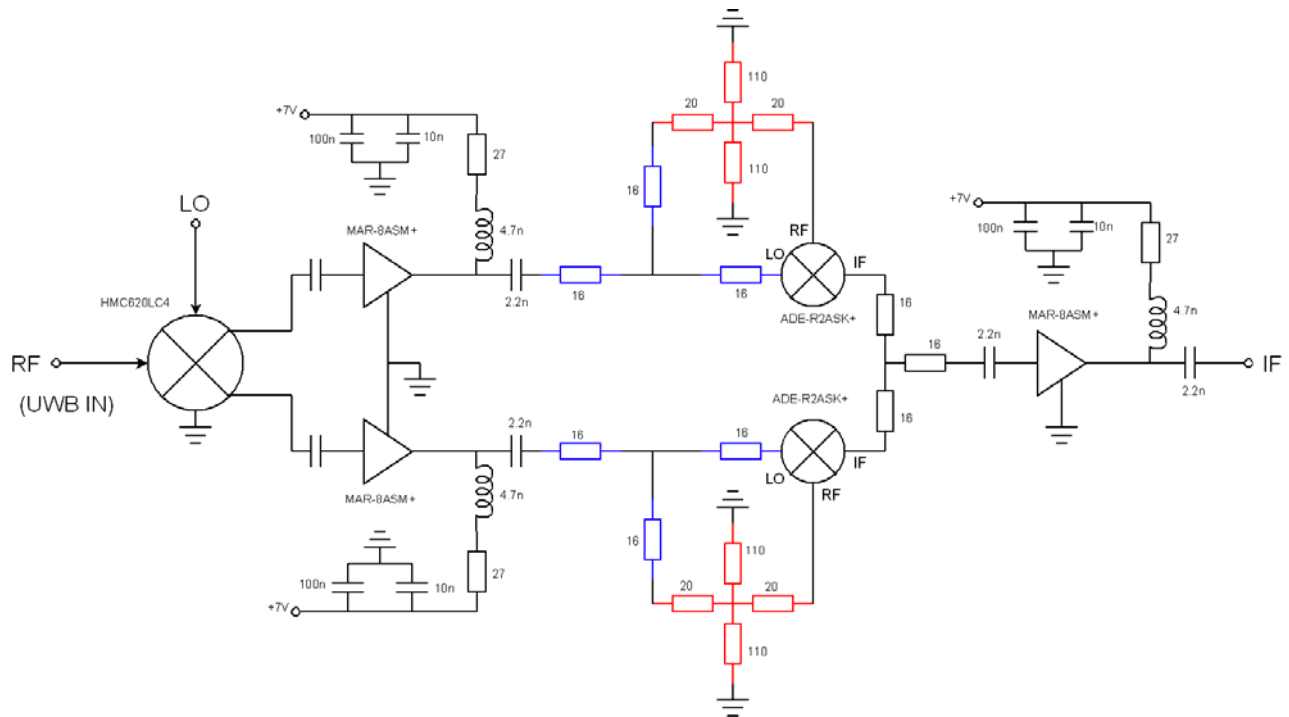 110
20
20
+7V
100n
10n
27
16
LO
RF
+7V
MAR-8ASM+
4.7n
100n
10n
27
LO
IF
HMC620LC4
16
2.2n
16
16
ADE-R2ASK+
MAR-8ASM+
4.7n
2.2n
RF
16
IF
(UWB IN)
ADE-R2ASK+
2.2n
2.2n
16
16
16
LO
IF
MAR-8ASM+
4.7n
RF
16
110
100n
10n
27
20
20
+7V
110
110